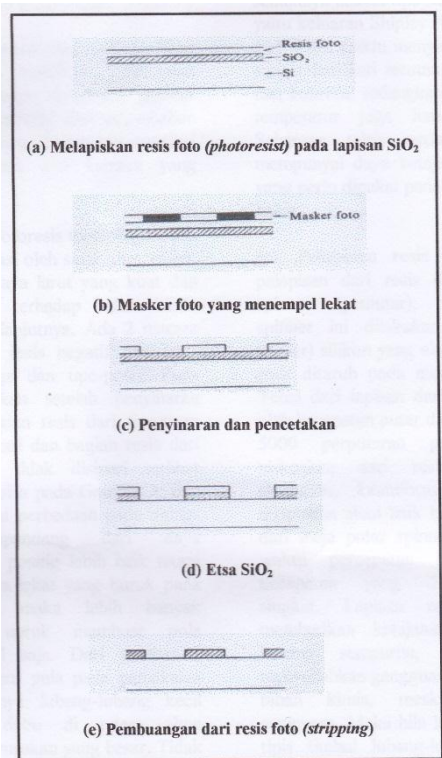 Resis foto
SiO₂
Si
(a) Melapiskan resis foto (photoresist) pada lapisan SiO₂
Masker foto
(b) Masker foto yang menempel lekat
(c) Penyinaran dan pencetakan
(d) Etsa SiO₂
(e) Pembuangan dari resis foto (stripping)